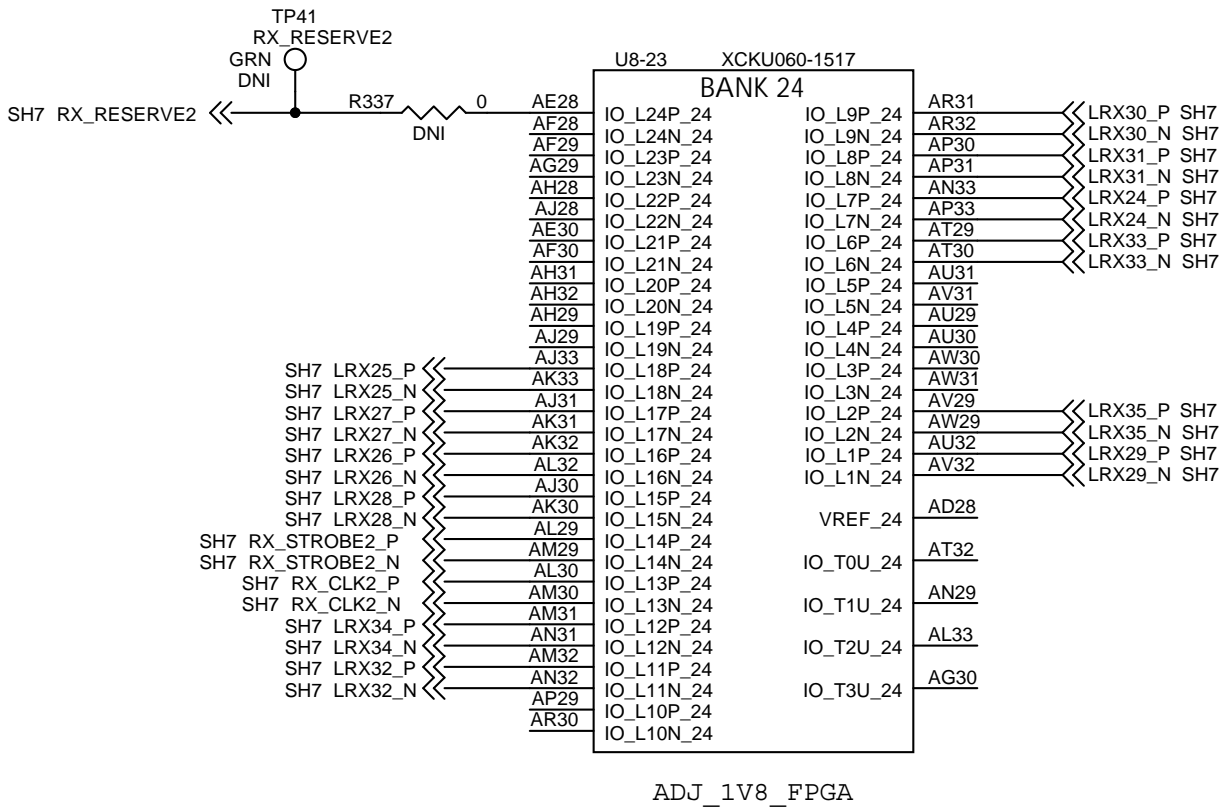 TP41
RX_RESERVE2
GRN
DNI
U8-23 XCKU060-1517
BANK 24
SH7 RX_RESERVE2 R337 0 AE28 IO_L24P_24 IO_L9P_24 AR31 LRX30_P SH7
DNI
AF28 IO_L24N_24 IO_L9N_24 AR32 LRX30_N SH7
AF29 IO_L23P_24 IO_L8P_24 AP30 LRX31_P SH7
AG29 IO_L23N_24 IO_L8N_24 AP31 LRX31_N SH7
AH28 IO_L22P_24 IO_L7P_24 AN33 LRX24_P SH7
AJ28 IO_L22N_24 IO_L7N_24 AP33 LRX24_N SH7
AE30 IO_L21P_24 IO_L6P_24 AT29 LRX33_P SH7
AF30 IO_L21N_24 IO_L6N_24 AT30 LRX33_N SH7
AH31 IO_L20P_24 IO_L5P_24 AU31
AH32 IO_L20N_24 IO_L5N_24 AV31
AH29 IO_L19P_24 IO_L4P_24 AU29
AJ29 IO_L19N_24 IO_L4N_24 AU30
SH7 LRX25_P AJ33 IO_L18P_24 IO_L3P_24 AW30
SH7 LRX25_N AK33 IO_L18N_24 IO_L3N_24 AW31
SH7 LRX27_P AJ31 IO_L17P_24 IO_L2P_24 AV29 LRX35_P SH7
SH7 LRX27_N AK31 IO_L17N_24 IO_L2N_24 AW29 LRX35_N SH7
SH7 LRX26_P AK32 IO_L16P_24 IO_L1P_24 AU32 LRX29_P SH7
SH7 LRX26_N AL32 IO_L16N_24 IO_L1N_24 AV32 LRX29_N SH7
SH7 LRX28_P AJ30 IO_L15P_24
SH7 LRX28_N AK30 IO_L15N_24 VREF_24 AD28
SH7 RX_STROBE2_P AL29 IO_L14P_24
SH7 RX_STROBE2_N AM29 IO_L14N_24 IO_T0U_24 AT32
SH7 RX_CLK2_P AL30 IO_L13P_24
SH7 RX_CLK2_N AM30 IO_L13N_24 IO_T1U_24 AN29
SH7 LRX34_P AM31 IO_L12P_24
SH7 LRX34_N AN31 IO_L12N_24 IO_T2U_24 AL33
SH7 LRX32_P AM32 IO_L11P_24
SH7 LRX32_N AN32 IO_L11N_24 IO_T3U_24 AG30
AP29 IO_L10P_24
AR30 IO_L10N_24
ADJ_1V8_FPGA